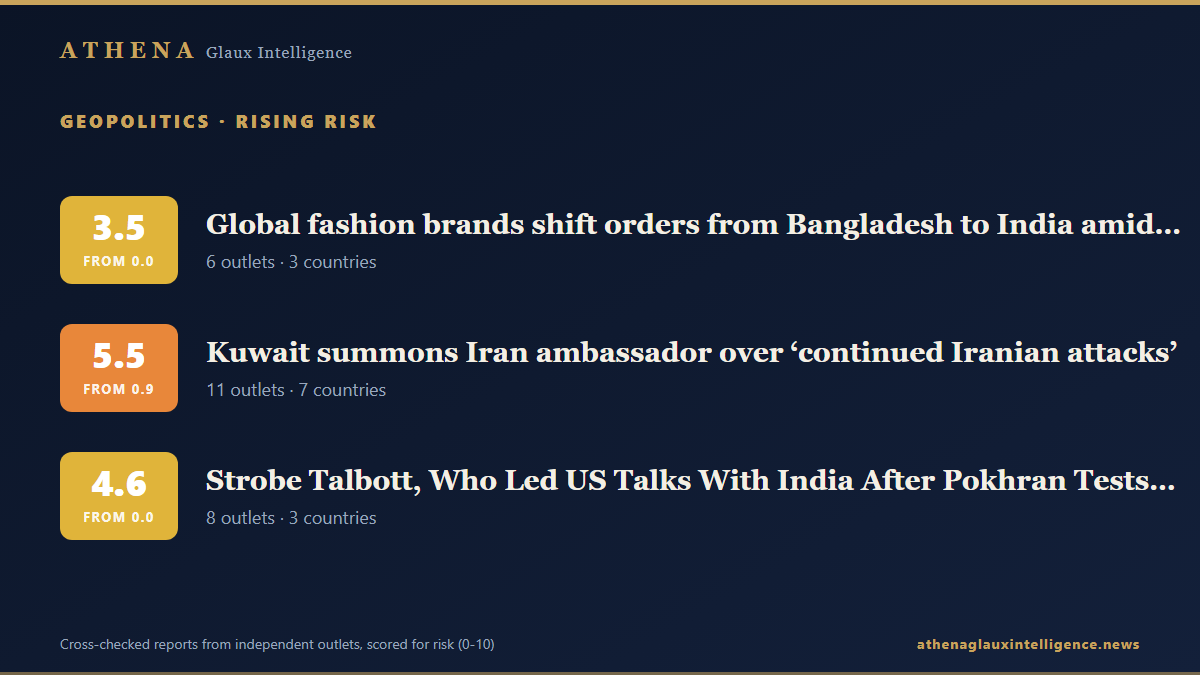 ATHENA Glaux Intelligence
GEOPOLITICS · RISING RISK
3.5
FROM 0.0
Global fashion brands shift orders from Bangladesh to India amid...
6 outlets · 3 countries
5.5
FROM 0.9
Kuwait summons Iran ambassador over ‘continued Iranian attacks’
11 outlets · 7 countries
4.6
FROM 0.0
Strobe Talbott, Who Led US Talks With India After Pokhran Tests...
8 outlets · 3 countries
Cross-checked reports from independent outlets, scored for risk (0-10)
athenaglauxintelligence.news